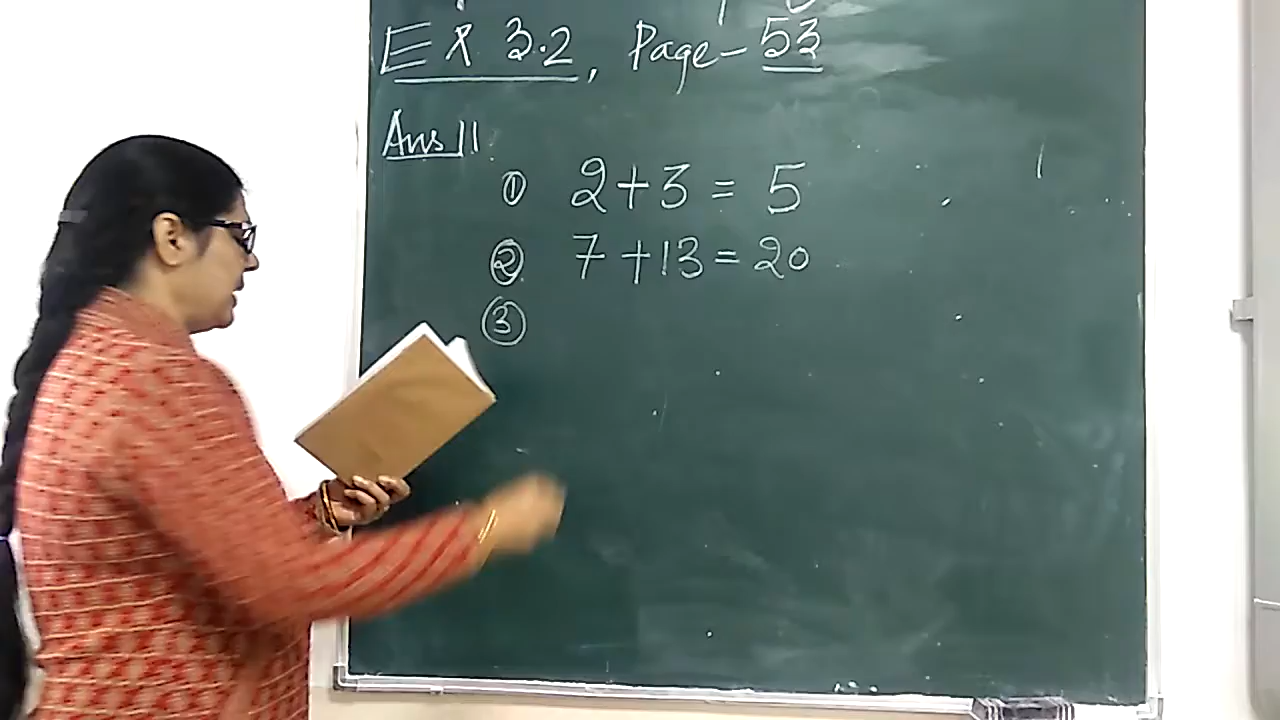 Ex 3.2, Page - 53
Ans 11.
① 2 + 3 = 5
② 7 + 13 = 20
③